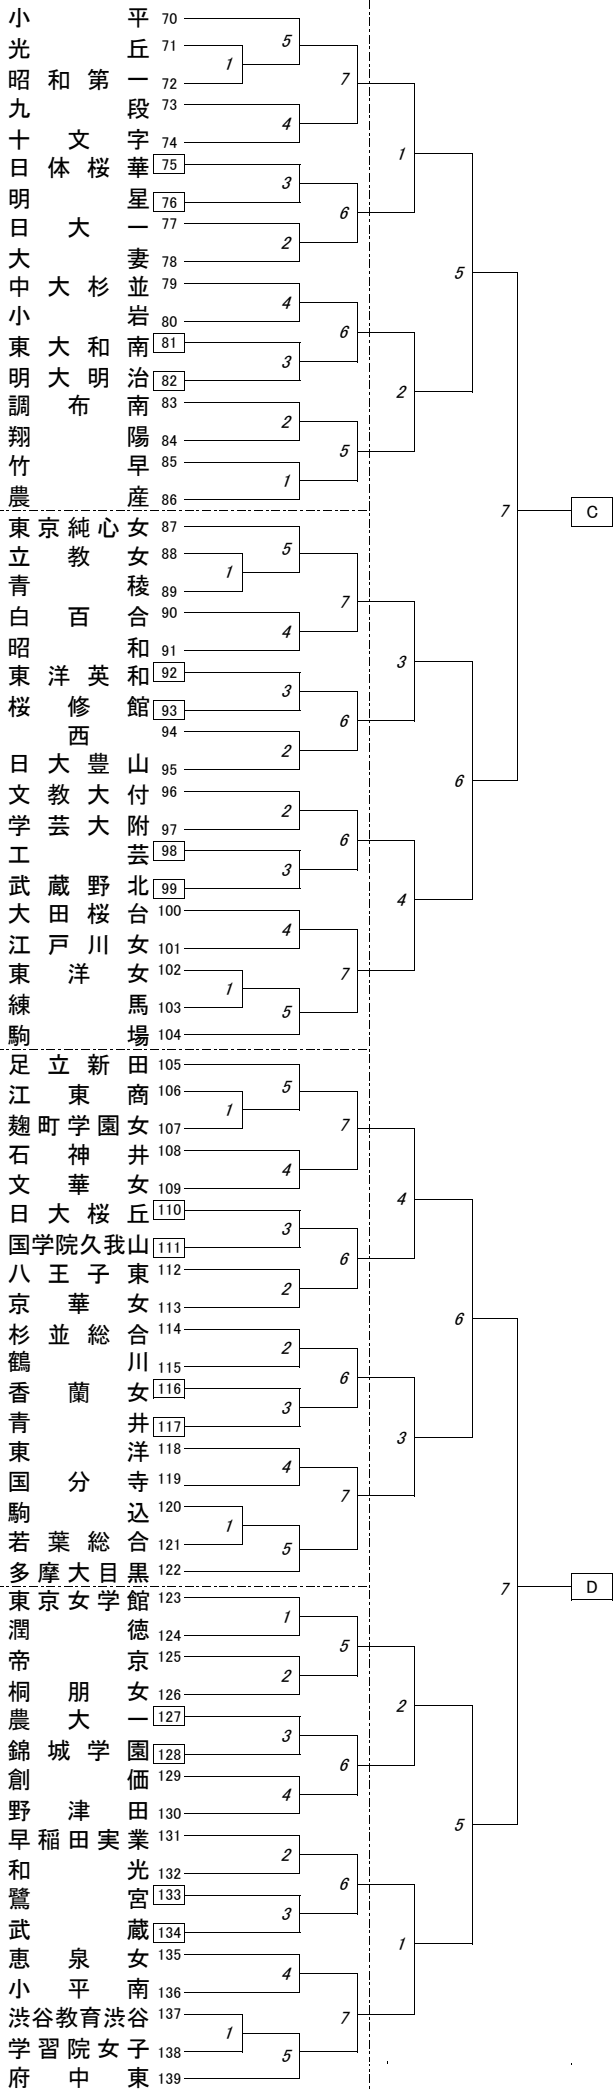 小平 70
光丘 71
昭和第一 72
九段 73
十文字 74
日体桜華 75
明星 76
日大一 77
大妻 78
中大杉並 79
小岩 80
東大和南 81
明大明治 82
調布南 83
翔陽 84
竹早 85
農産 86
東京純心女 87
立教女 88
青稜 89
白百合 90
昭和 91
東洋英和 92
桜修館 93
西 94
日大豊山 95
文教大付 96
学芸大附 97
工芸 98
武蔵野北 99
大田桜台 100
江戸川女 101
東洋女 102
練馬 103
駒場 104
足立新田 105
江東商 106
麹町学園女 107
石神井 108
文華女 109
日大桜丘 110
国学院久我山 111
八王子東 112
京華女 113
杉並総合 114
鶴川 115
香蘭女 116
青井 117
東洋 118
国分寺 119
駒込 120
若葉総合 121
多摩大目黒 122
東京女学館 123
潤徳 124
帝京 125
桐朋女 126
農大一 127
錦城学園 128
創価 129
野津田 130
早稲田実業 131
和光 132
鷺宮 133
武蔵 134
恵泉女 135
小平南 136
渋谷教育渋谷 137
学習院女子 138
府中東 139
1
5
4
3
2
4
3
2
1
7
6
6
5
1
2
5
1
5
4
3
2
2
3
4
1
5
7
6
6
7
3
4
6
7
C
1
5
4
3
2
2
3
4
1
5
7
6
6
7
4
3
6
1
2
3
4
2
3
4
1
5
5
6
6
7
2
1
5
7
D